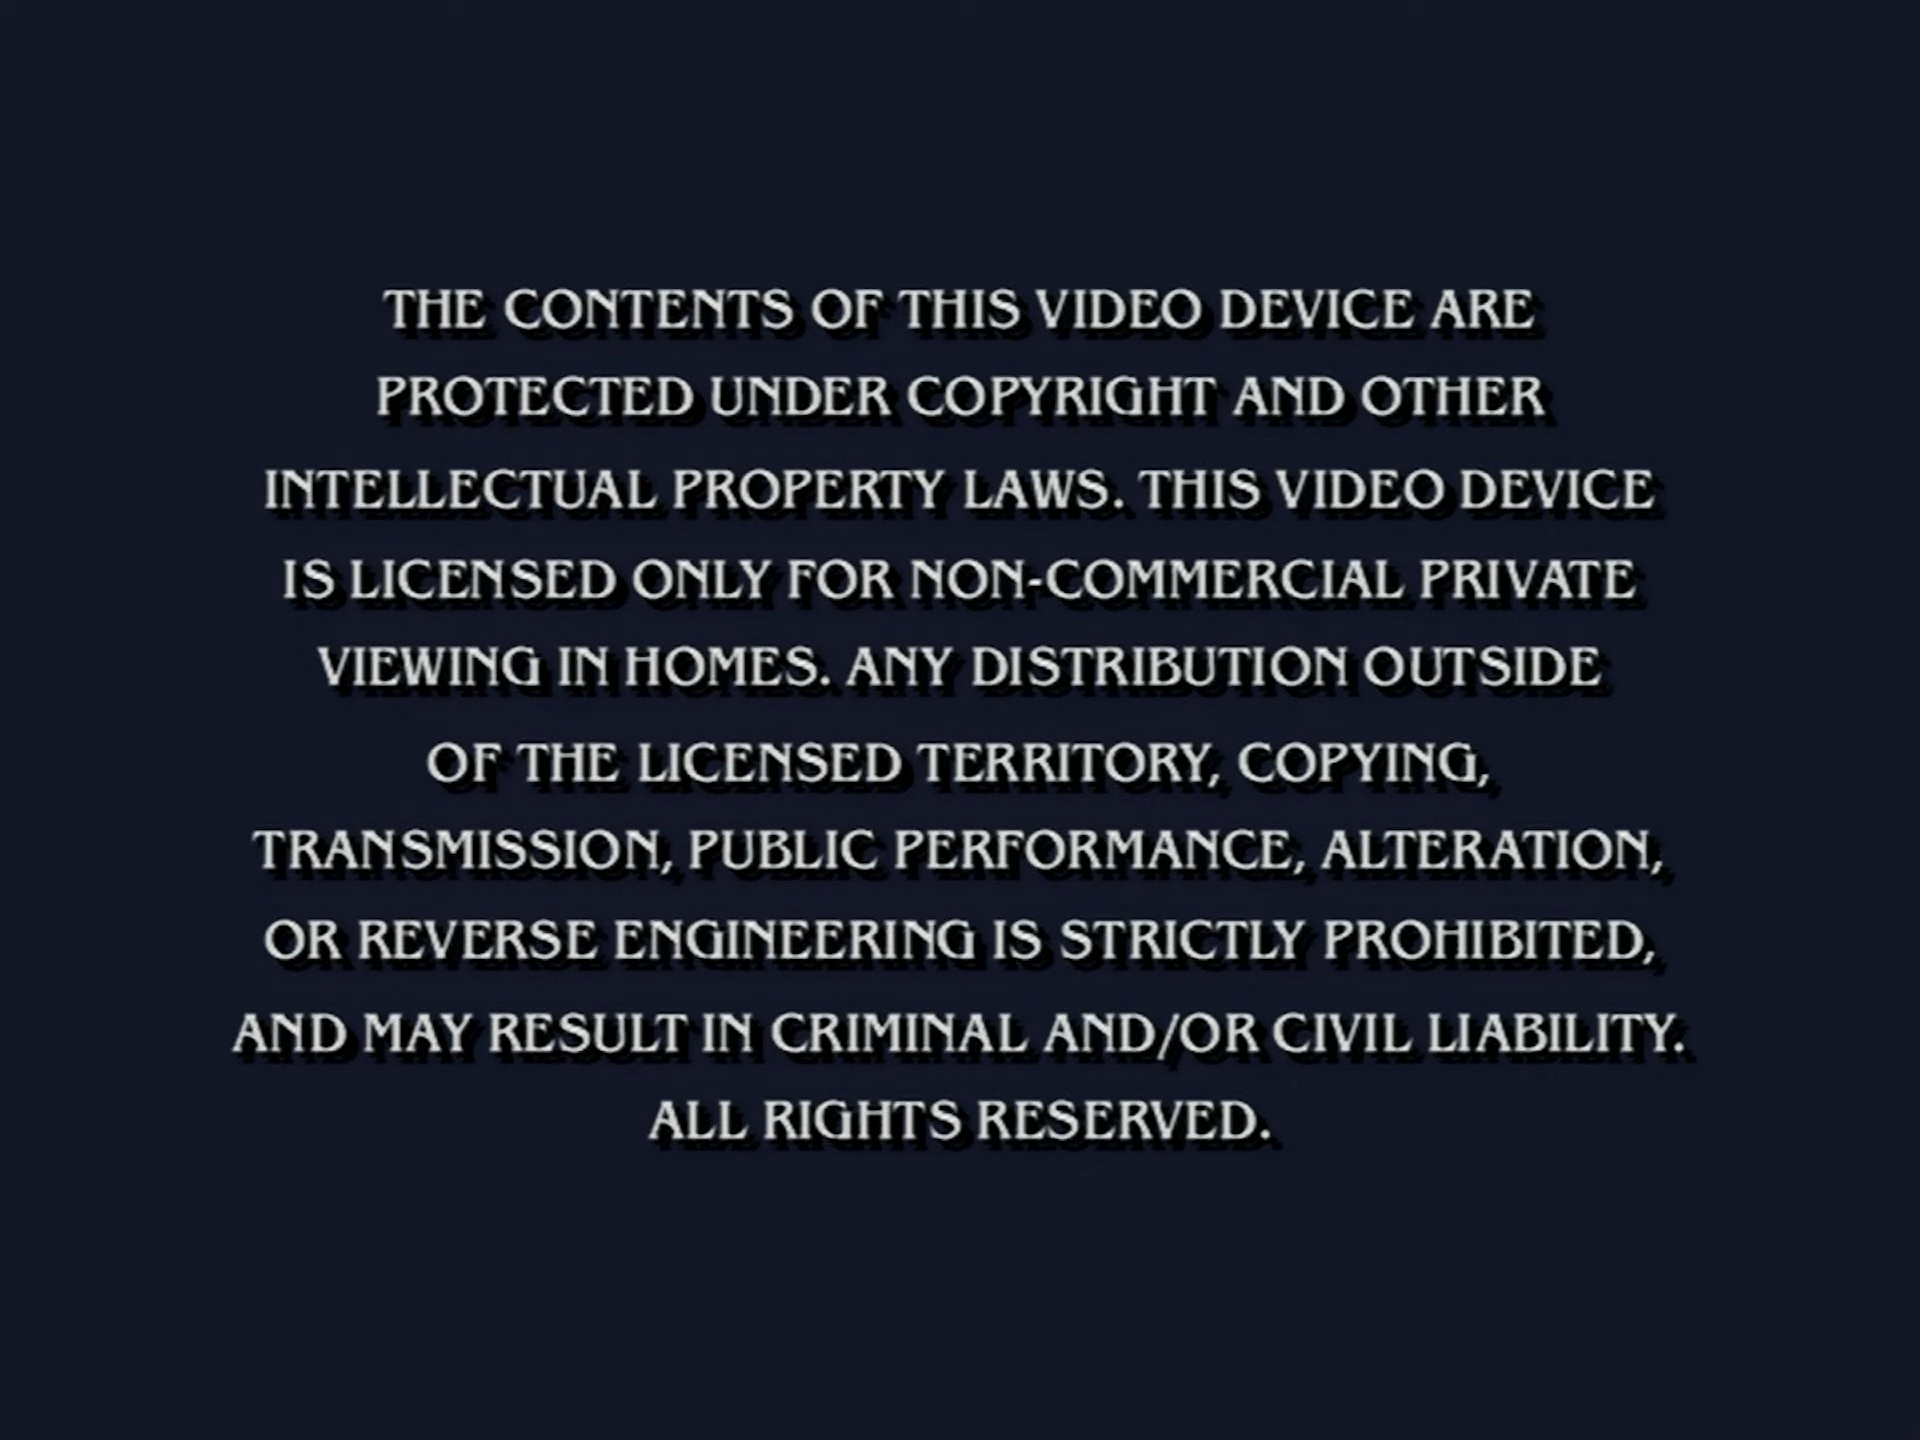 THE CONTENTS OF THIS VIDEO DEVICE ARE
PROTECTED UNDER COPYRIGHT AND OTHER
INTELLECTUAL PROPERTY LAWS. THIS VIDEO DEVICE
IS LICENSED ONLY FOR NON-COMMERCIAL PRIVATE
VIEWING IN HOMES. ANY DISTRIBUTION OUTSIDE
OF THE LICENSED TERRITORY, COPYING,
TRANSMISSION, PUBLIC PERFORMANCE, ALTERATION,
OR REVERSE ENGINEERING IS STRICTLY PROHIBITED,
AND MAY RESULT IN CRIMINAL AND/OR CIVIL LIABILITY.
ALL RIGHTS RESERVED.